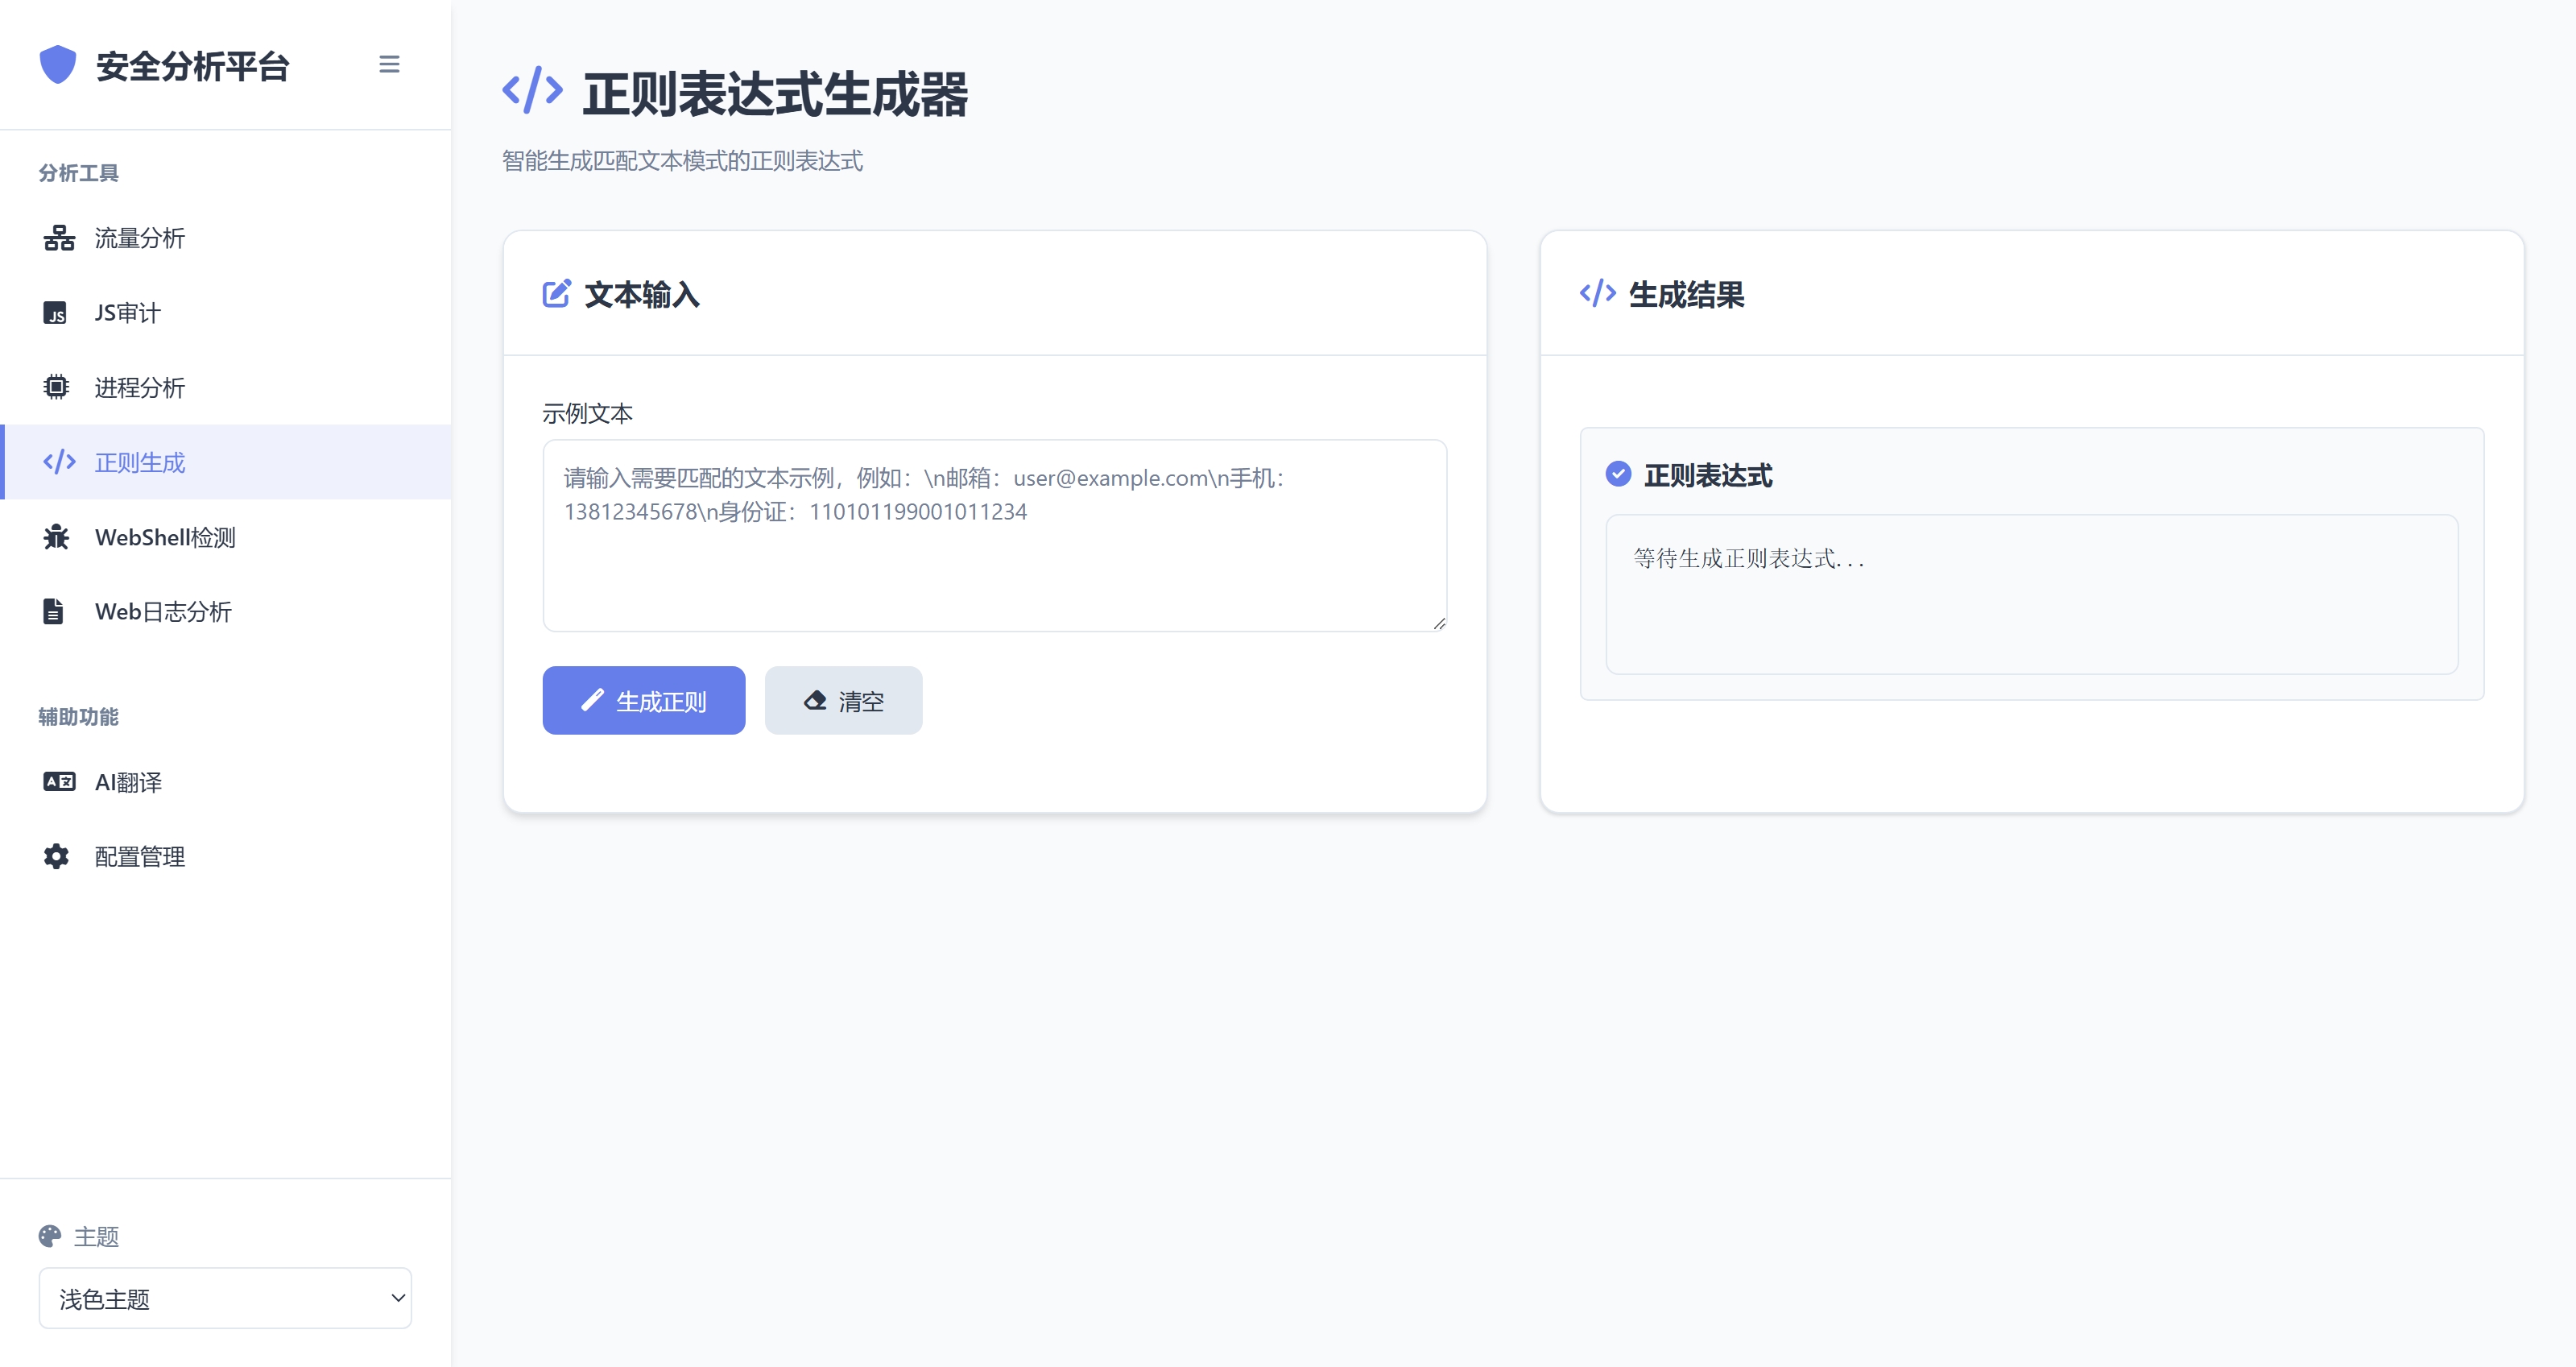 安全分析平台
分析工具
流量分析
JS审计
进程分析
正则生成
WebShell检测
Web日志分析
辅助功能
AI翻译
配置管理
主题
浅色主题
正则表达式生成器
智能生成匹配文本模式的正则表达式
文本输入
示例文本
请输入需要匹配的文本示例，例如：\n邮箱：user@example.com\n手机：
13812345678\n身份证：110101199001011234
生成正则
清空
生成结果
正则表达式
等待生成正则表达式...